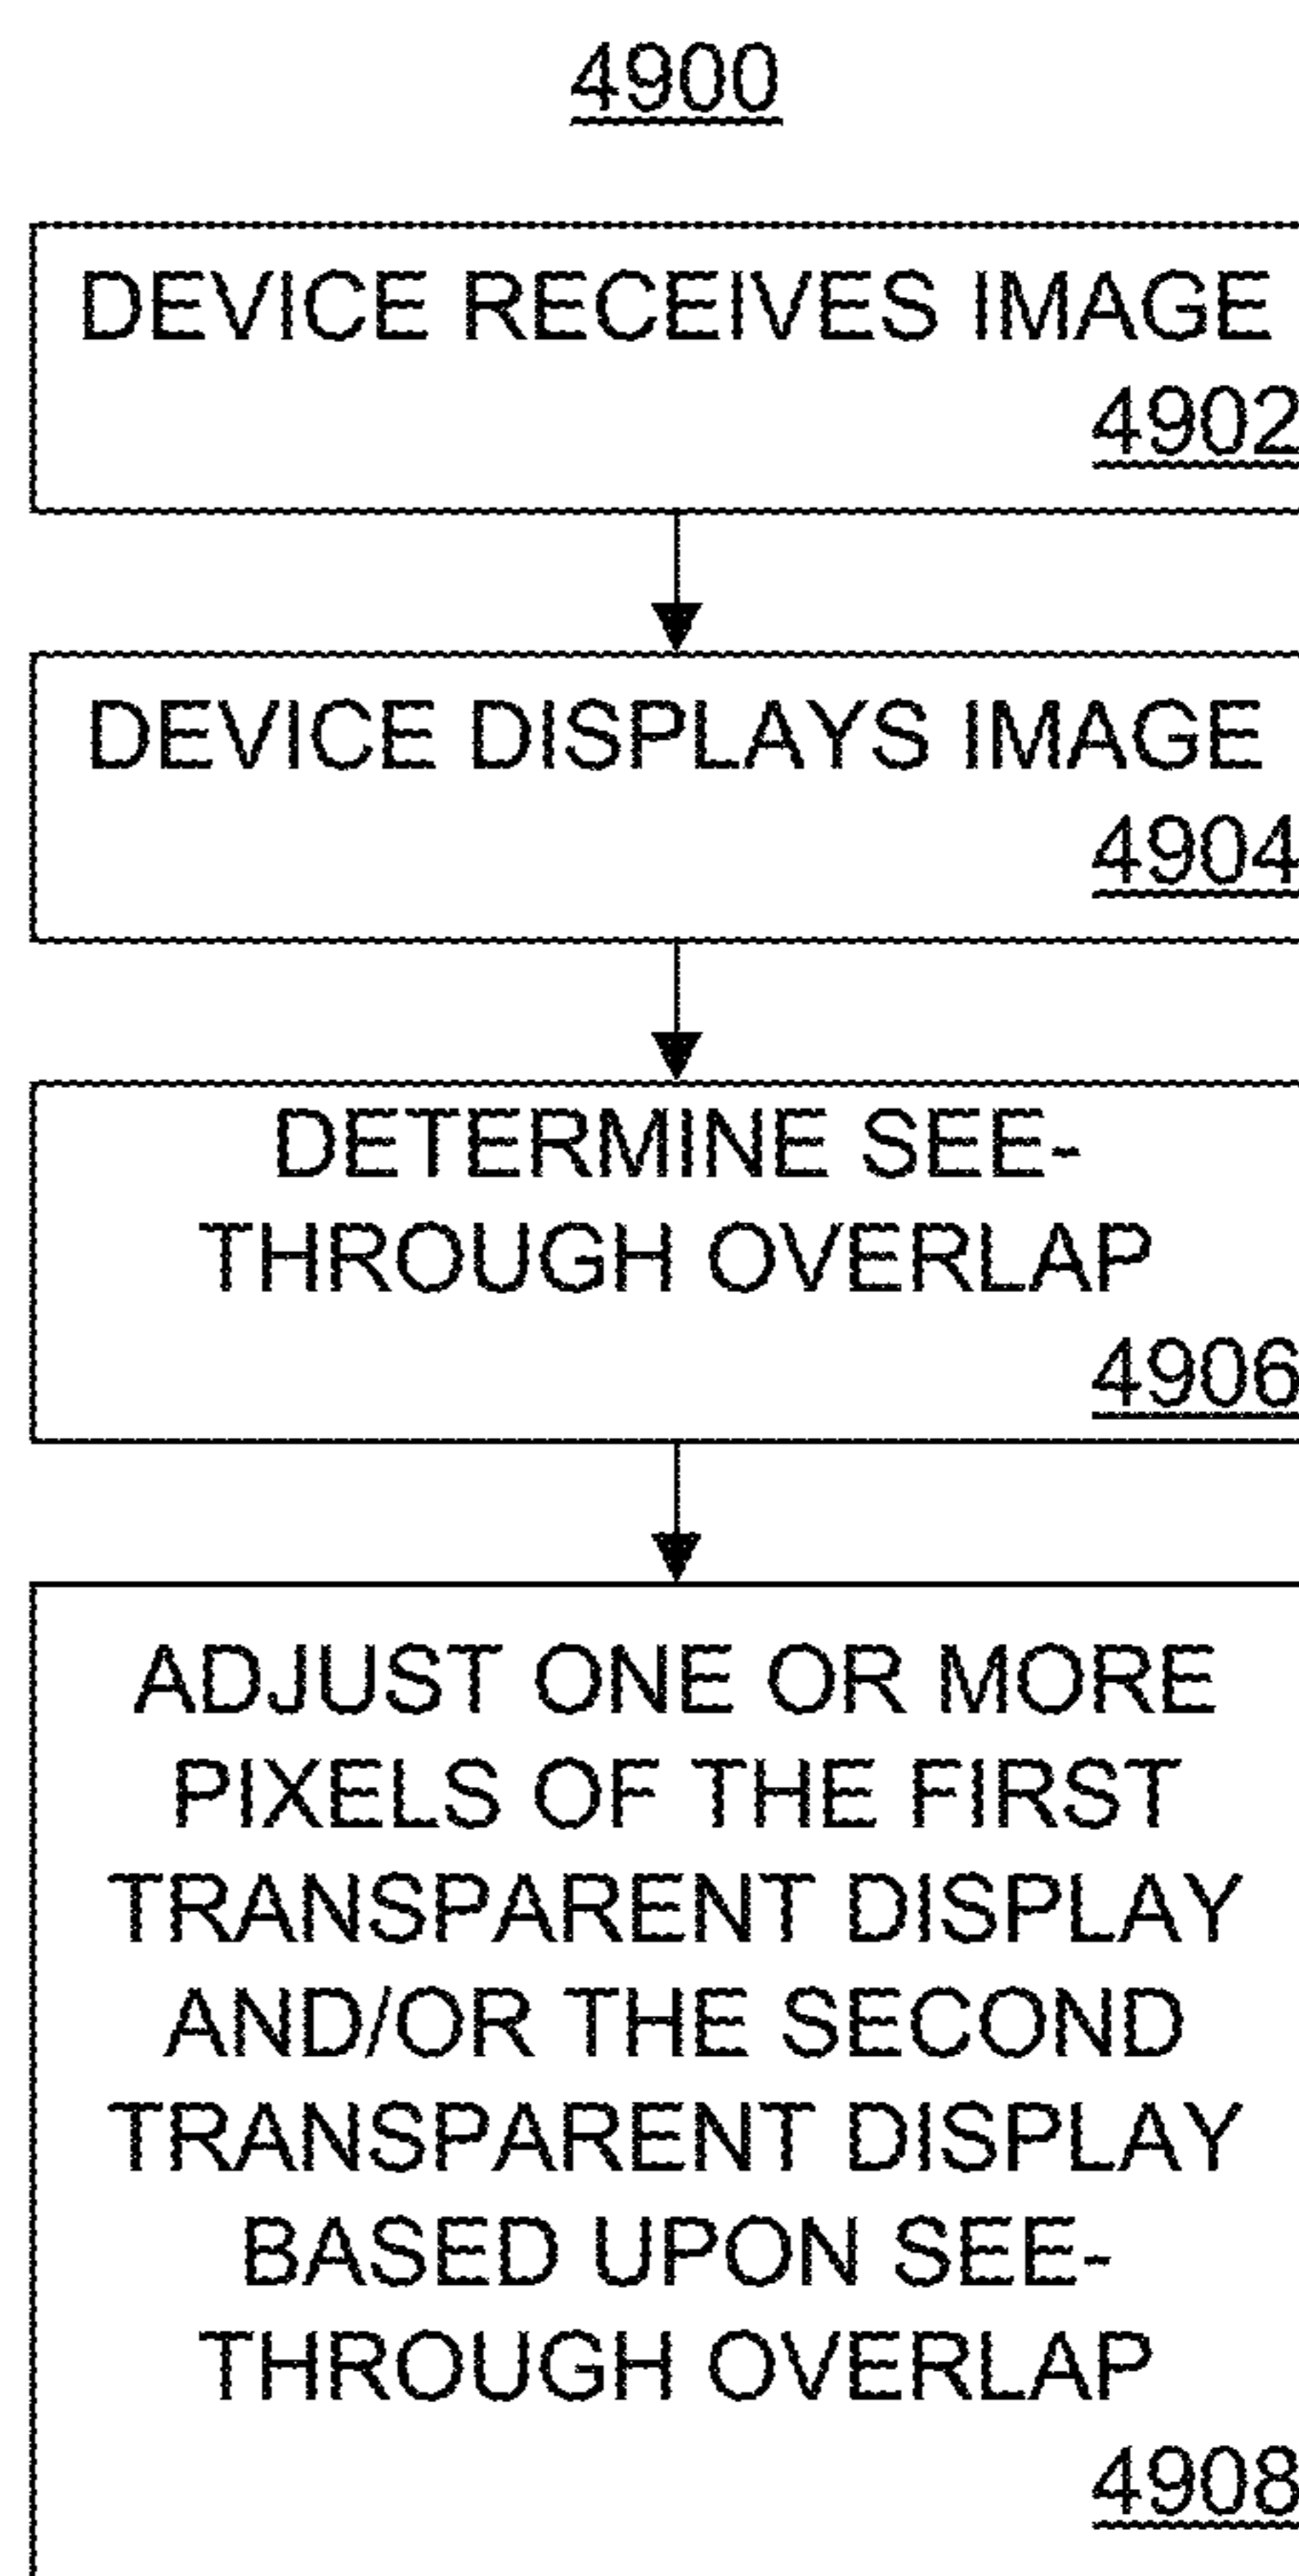 4900
DEVICE RECEIVES IMAGE
4902
DEVICE DISPLAYS IMAGE
4904
DETERMINE SEE-
THROUGH OVERLAP
4906
ADJUST ONE OR MORE
PIXELS OF THE FIRST
TRANSPARENT DISPLAY
AND/OR THE SECOND
TRANSPARENT DISPLAY
BASED UPON SEE-
THROUGH OVERLAP
4908